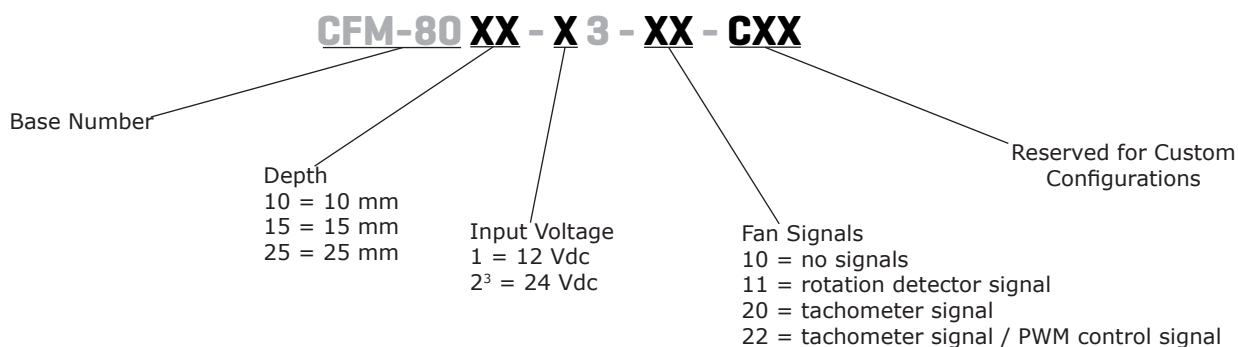 CFM-80 XX - X 3 - XX - CXX
Base Number
Depth
10 = 10 mm
15 = 15 mm
25 = 25 mm
Input Voltage
1 = 12 Vdc
2³ = 24 Vdc
Fan Signals
10 = no signals
11 = rotation detector signal
20 = tachometer signal
22 = tachometer signal / PWM control signal
Reserved for Custom
Configurations